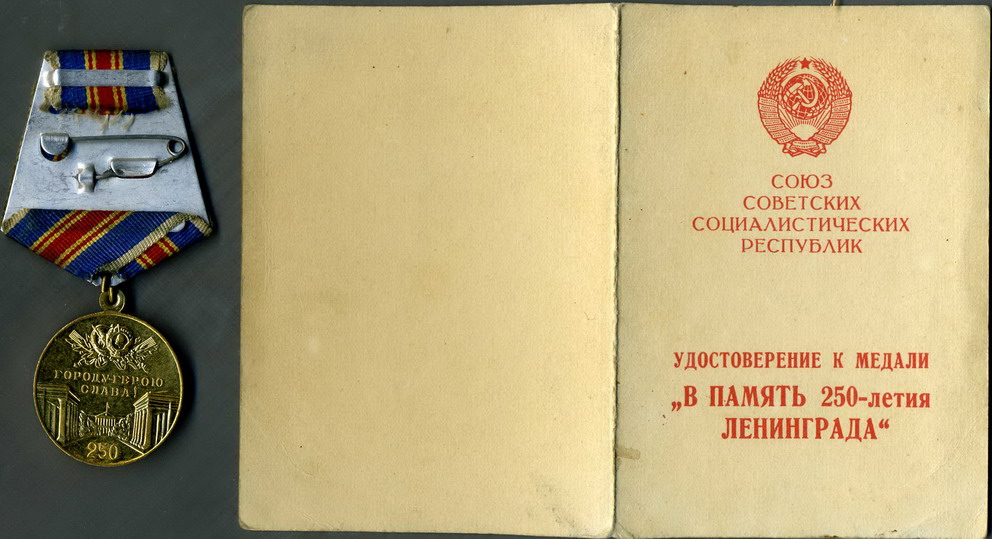 ГОРОДУ-ГЕРОЮ
СЛАВА!
250
СОЮЗ
СОВЕТСКИХ
СОЦИАЛИСТИЧЕСКИХ
РЕСПУБЛИК
УДОСТОВЕРЕНИЕ К МЕДАЛИ
„В ПАМЯТЬ 250-летия
ЛЕНИНГРАДА“